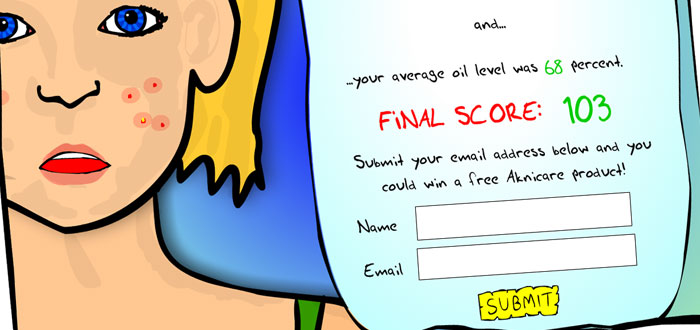 and...
...your average oil level was 68 percent.
FINAL SCORE: 103
Submit your email address below and you
could win a free Aknicare product!
Name
Email
SUBMIT